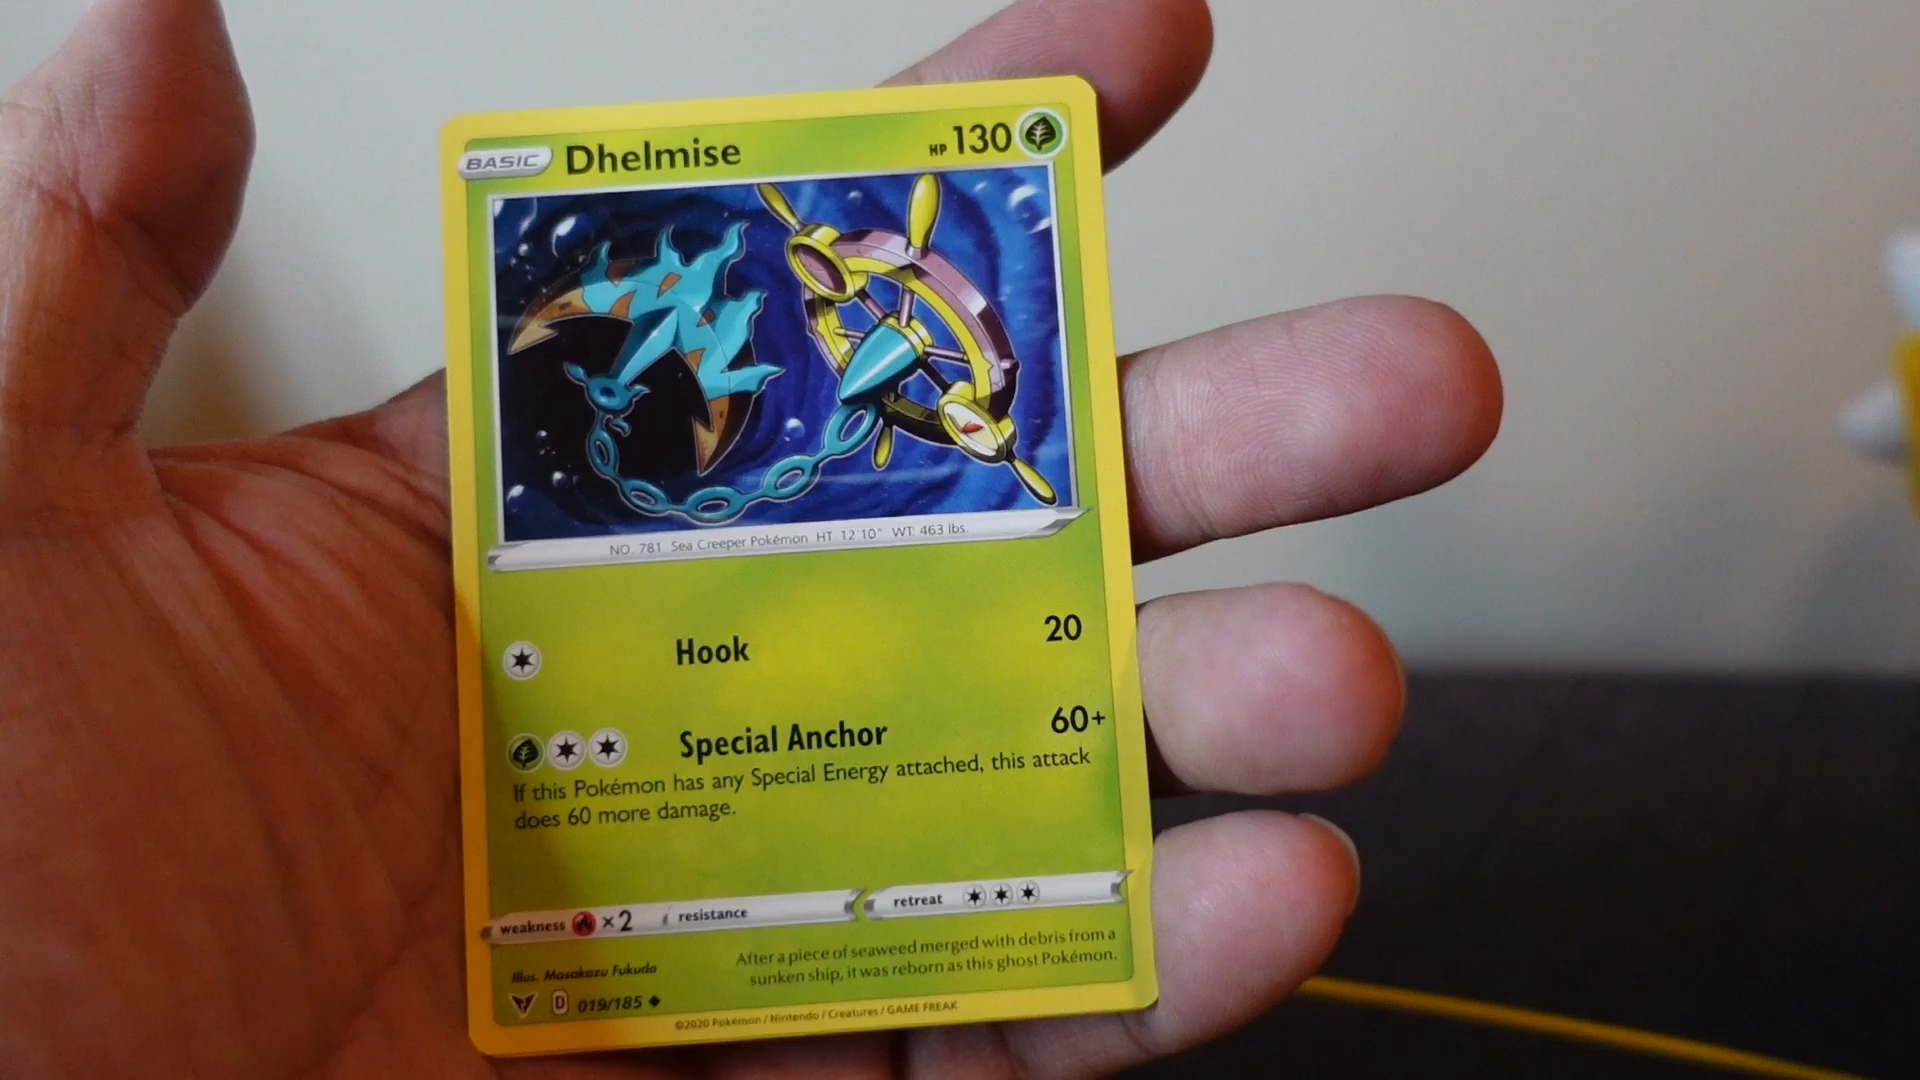 BASIC Dhelmise HP 130
NO. 781 Sea Creeper Pokémon HT 12'10" WT: 463 lbs.
Hook 20
Special Anchor 60+
If this Pokémon has any Special Energy attached, this attack
does 60 more damage.
weakness ×2 resistance retreat
After a piece of seaweed merged with debris from a
sunken ship, it was reborn as this ghost Pokémon.
Illus. Masakazu Fukuda
D 019/185
©2020 Pokémon / Nintendo / Creatures / GAME FREAK